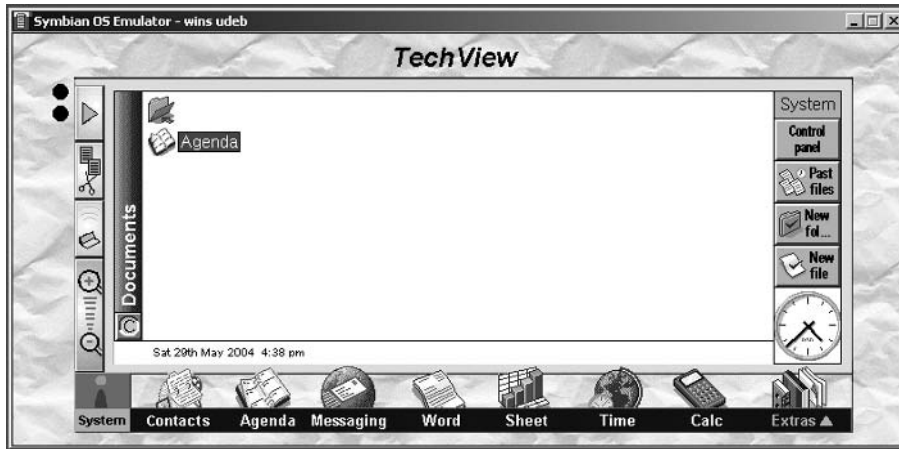 Symbian OS Emulator - wins udeb
TechView
System
Control
panel
Past
files
New
fol...
New
file
Documents
Agenda
C
Sat 29th May 2004 4:38 pm
System
Contacts
Agenda
Messaging
Word
Sheet
Time
Calc
Extras